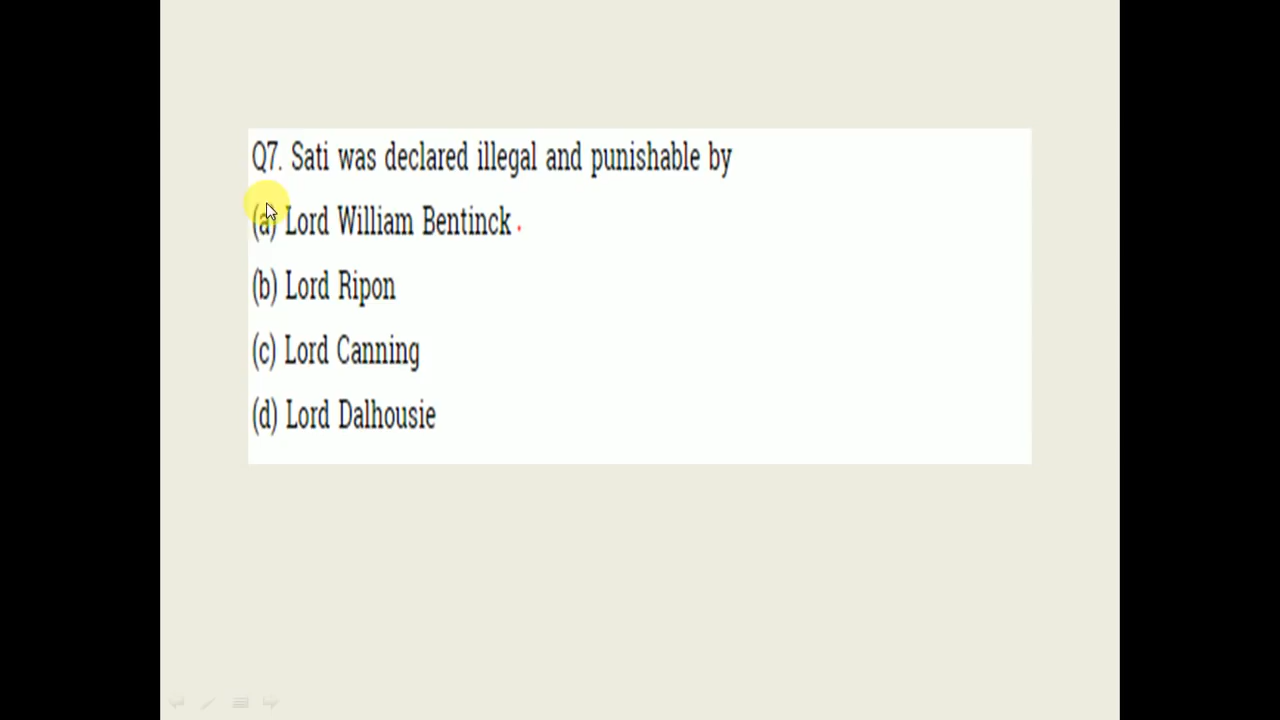 Q7. Sati was declared illegal and punishable by
(a) Lord William Bentinck
(b) Lord Ripon
(c) Lord Canning
(d) Lord Dalhousie